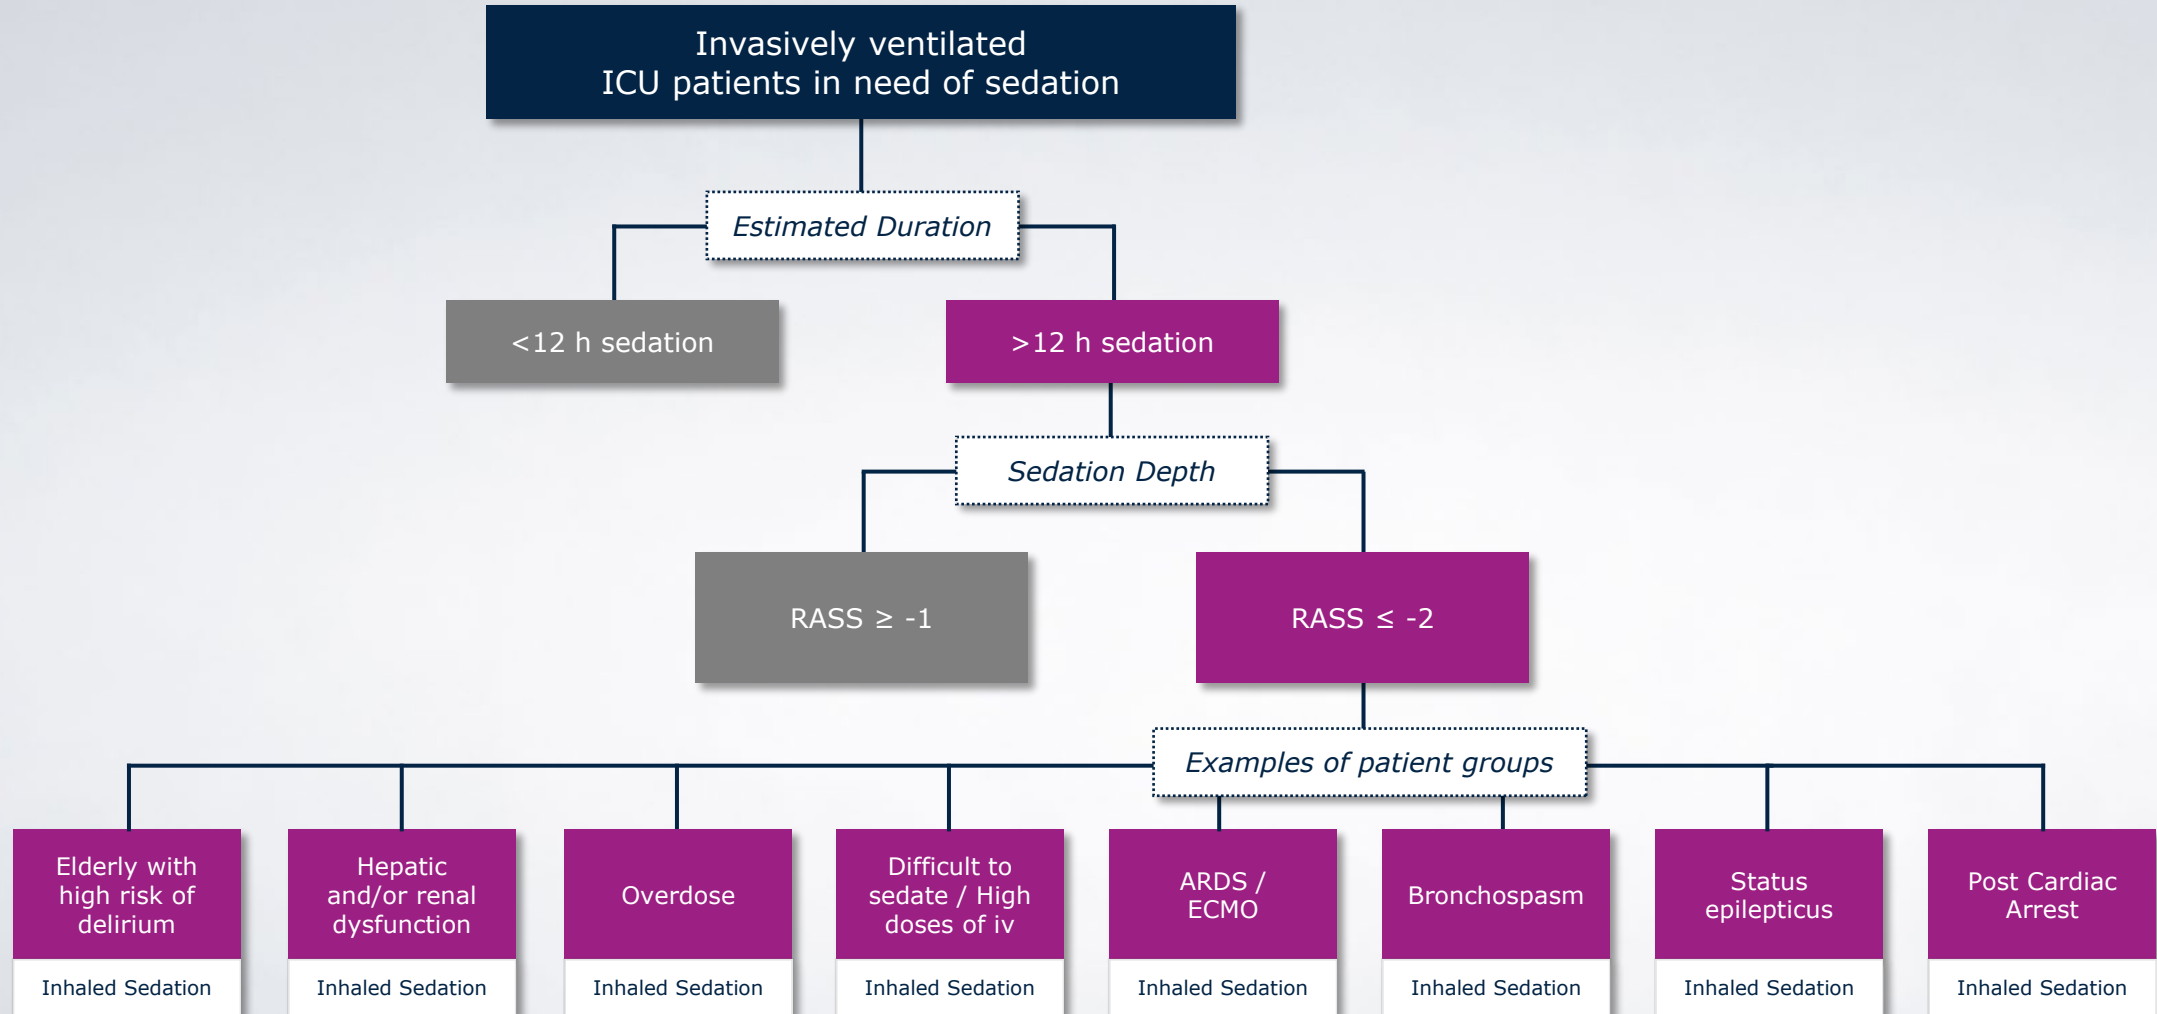 Invasively ventilated
ICU patients in need of sedation
Estimated Duration
<12 h sedation
>12 h sedation
Sedation Depth
RASS ≥ -1
RASS ≤ -2
Examples of patient groups
Elderly with
high risk of
delirium
Inhaled Sedation
Hepatic
and/or renal
dysfunction
Inhaled Sedation
Overdose
Inhaled Sedation
Difficult to
sedate / High
doses of iv
Inhaled Sedation
ARDS /
ECMO
Inhaled Sedation
Bronchospasm
Inhaled Sedation
Status
epilepticus
Inhaled Sedation
Post Cardiac
Arrest
Inhaled Sedation